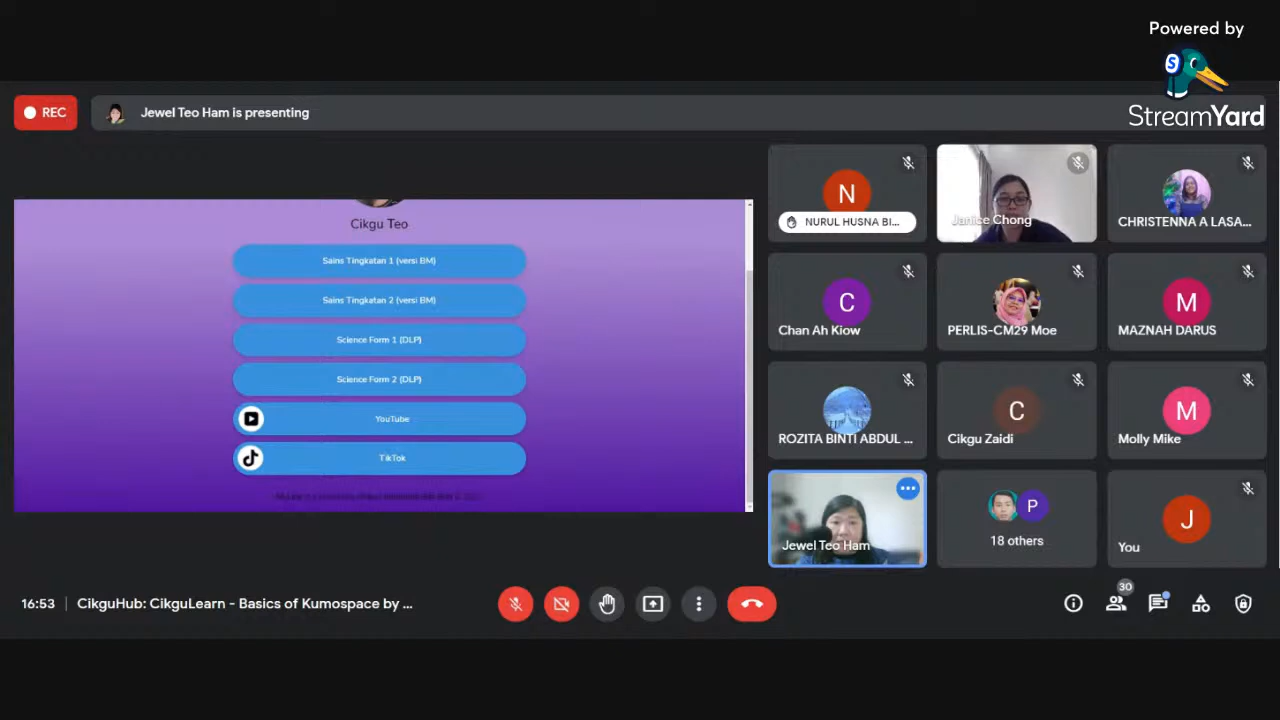 Powered by
StreamYard
REC
Jewel Teo Ham is presenting
Cikgu Teo
Sains Tingkatan 1 (versi BM)
Sains Tingkatan 2 (versi BM)
Science Form 1 (DLP)
Science Form 2 (DLP)
YouTube
TikTok
N
NURUL HUSNA BI...
Janice Chong
CHRISTENNA A LASA...
C
Chan Ah Kiow
PERLIS-CM29 Moe
M
MAZNAH DARUS
ROZITA BINTI ABDUL ...
C
Cikgu Zaidi
M
Molly Mike
Jewel Teo Ham
P
18 others
J
You
16:53 | CikguHub: CikguLearn - Basics of Kumospace by ...
30